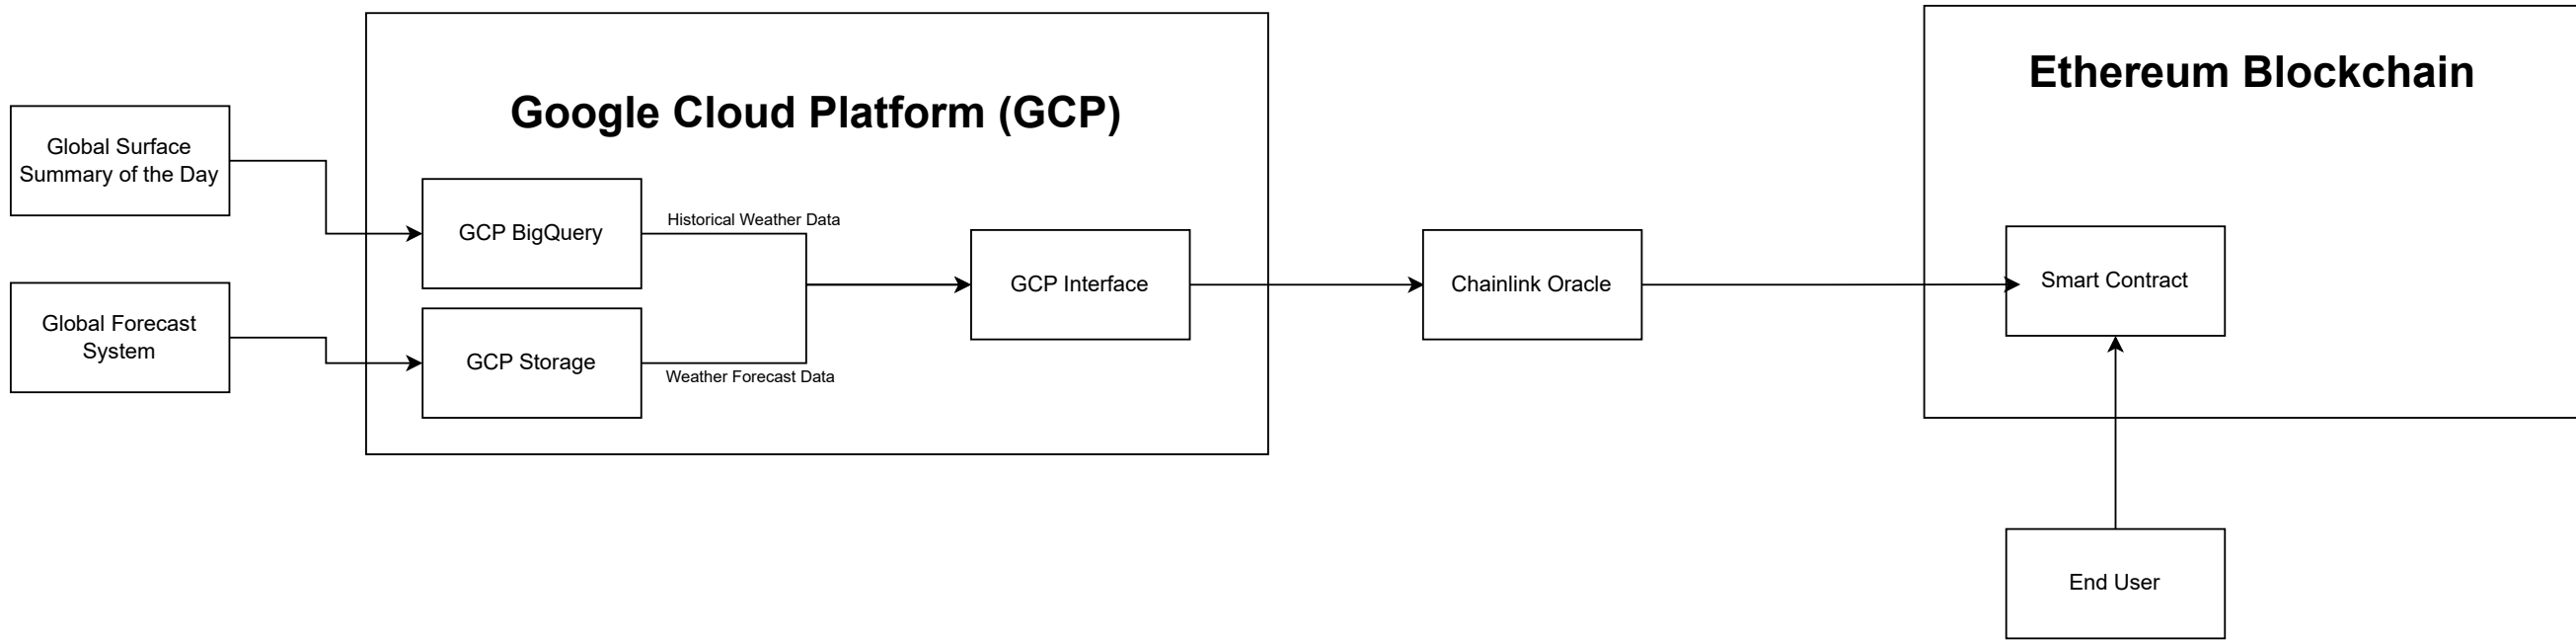 Global Surface
Summary of the Day
Global Forecast
System
Google Cloud Platform (GCP)
GCP BigQuery
Historical Weather Data
GCP Storage
Weather Forecast Data
GCP Interface
Chainlink Oracle
Ethereum Blockchain
Smart Contract
End User